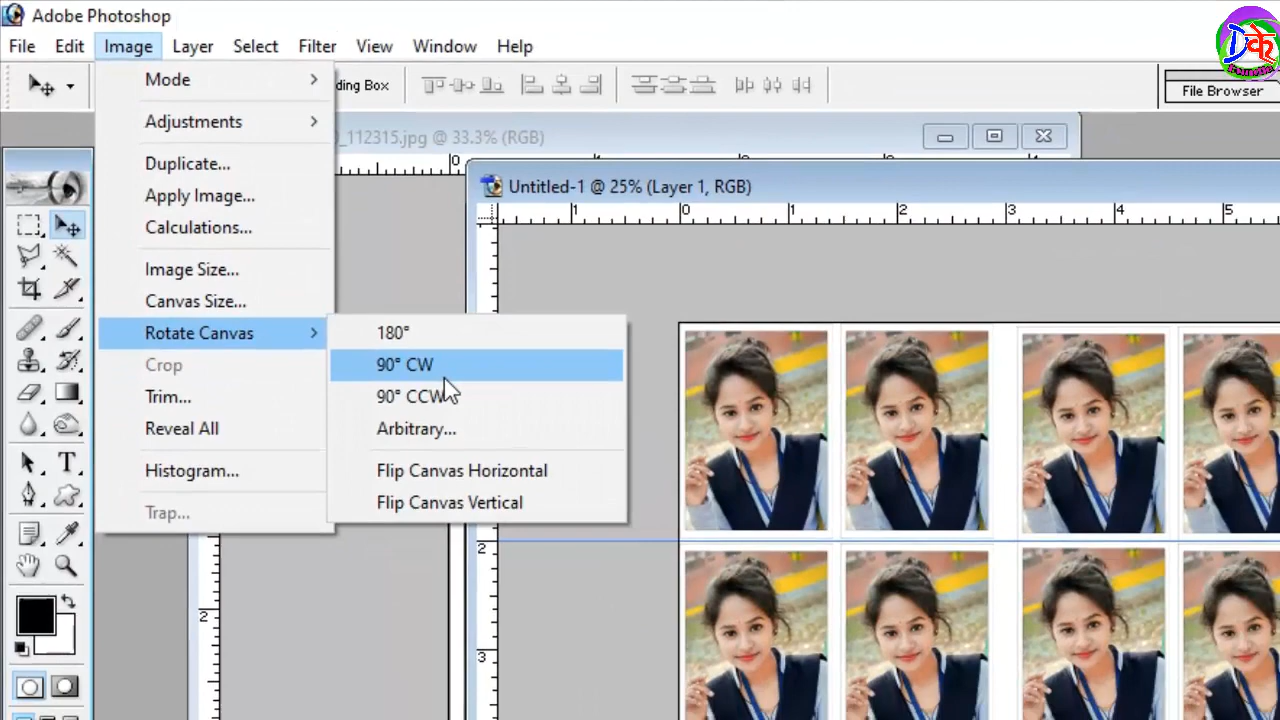 Adobe Photoshop
File Edit Image Layer Select Filter View Window Help
ding Box
File Browser
Mode
Adjustments
Duplicate...
Apply Image...
Calculations...
Image Size...
Canvas Size...
Rotate Canvas
Crop
Trim...
Reveal All
Histogram...
Trap...
180°
90° CW
90° CCW
Arbitrary...
Flip Canvas Horizontal
Flip Canvas Vertical
_112315.jpg @ 33.3% (RGB)
0
Untitled-1 @ 25% (Layer 1, RGB)
1 0 1 2 3 4 5
2
3
2
T
Dके